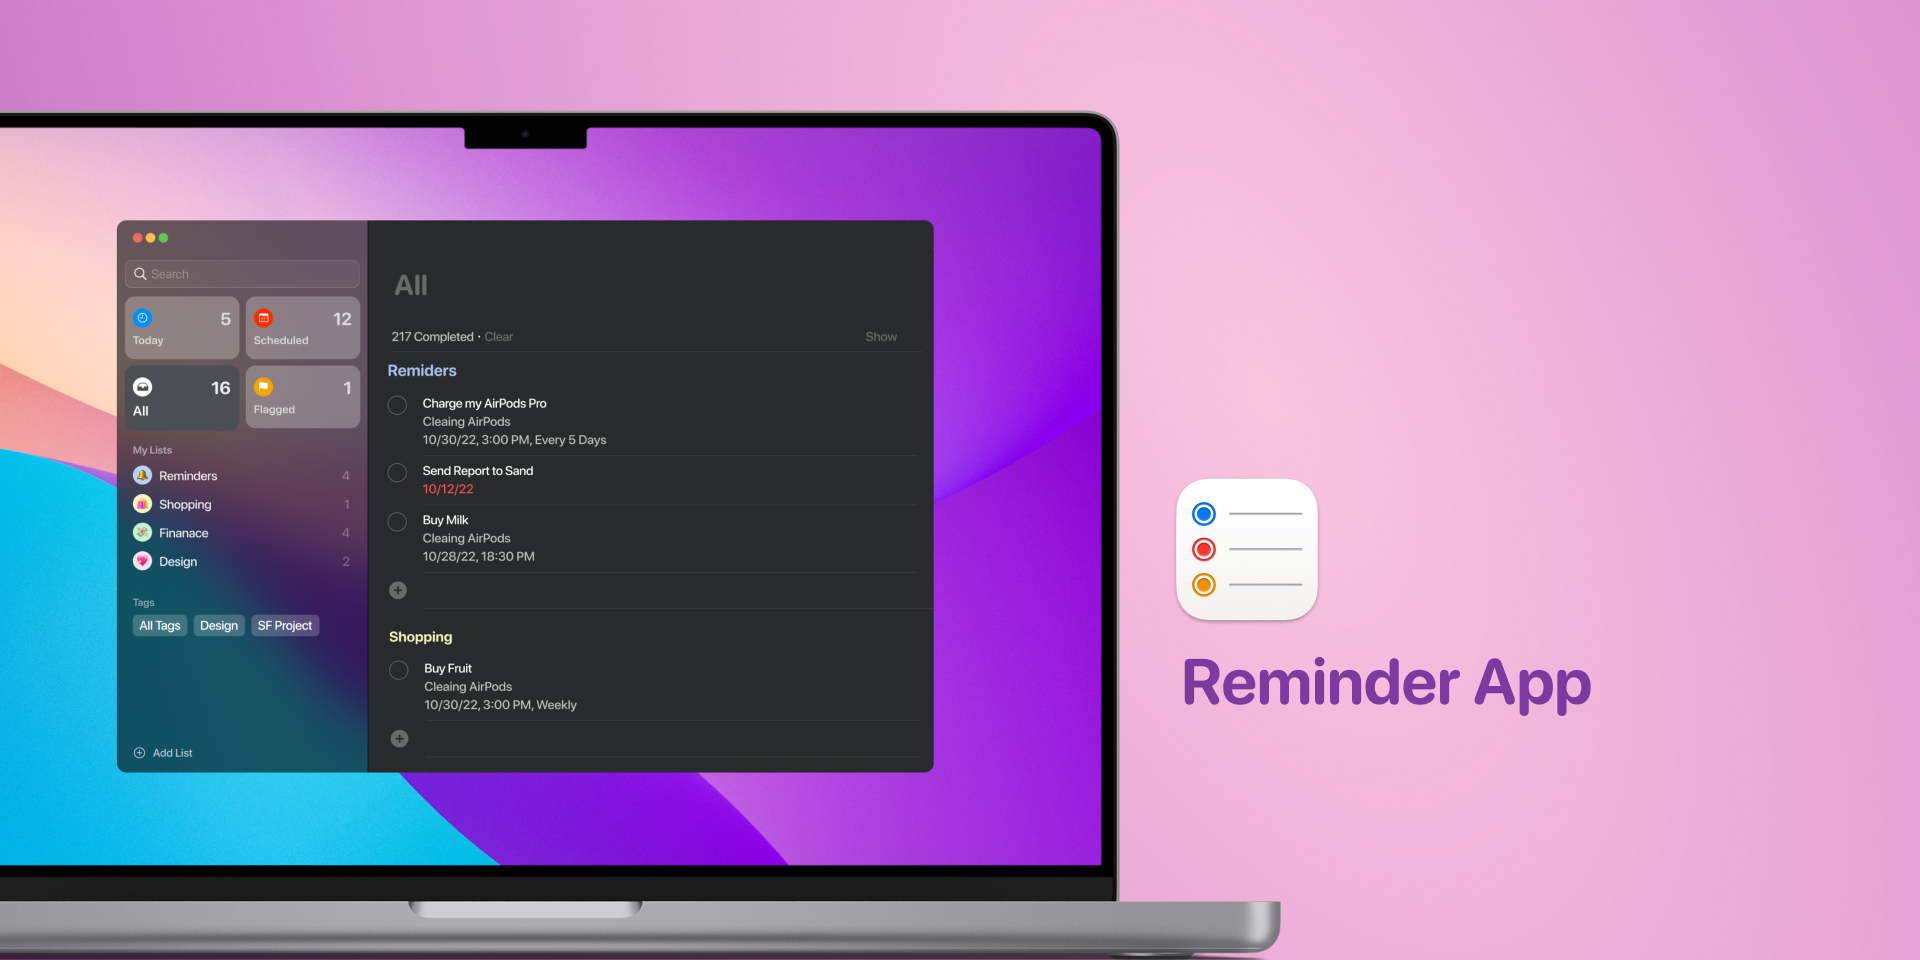 Search
5
Today
12
Scheduled
16
All
1
Flagged
My Lists
Reminders 4
Shopping 1
Finanace 4
Design 2
Tags
All Tags Design SF Project
Add List
All
217 Completed • Clear Show
Remiders
Charge my AirPods Pro
Cleaing AirPods
10/30/22, 3:00 PM, Every 5 Days
Send Report to Sand
10/12/22
Buy Milk
Cleaing AirPods
10/28/22, 18:30 PM
Shopping
Buy Fruit
Cleaing AirPods
10/30/22, 3:00 PM, Weekly
Reminder App